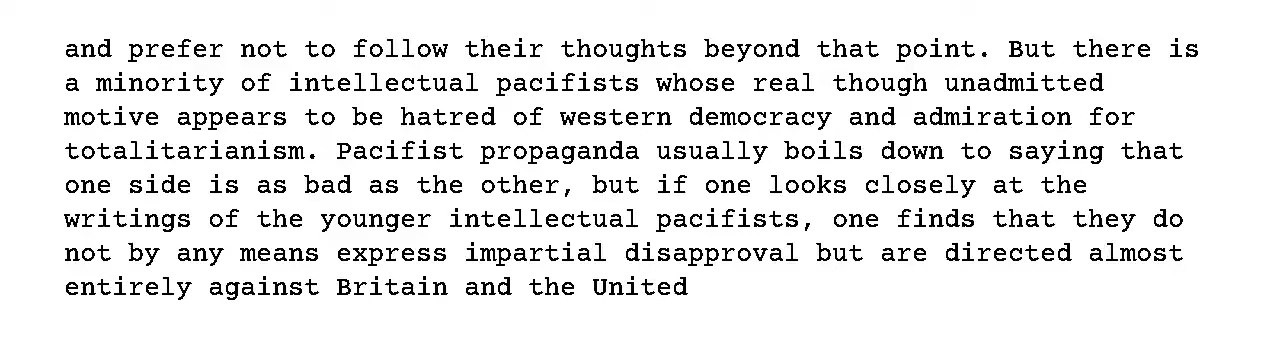 and prefer not to follow their thoughts beyond that point. But there is
a minority of intellectual pacifists whose real though unadmitted
motive appears to be hatred of western democracy and admiration for
totalitarianism. Pacifist propaganda usually boils down to saying that
one side is as bad as the other, but if one looks closely at the
writings of the younger intellectual pacifists, one finds that they do
not by any means express impartial disapproval but are directed almost
entirely against Britain and the United